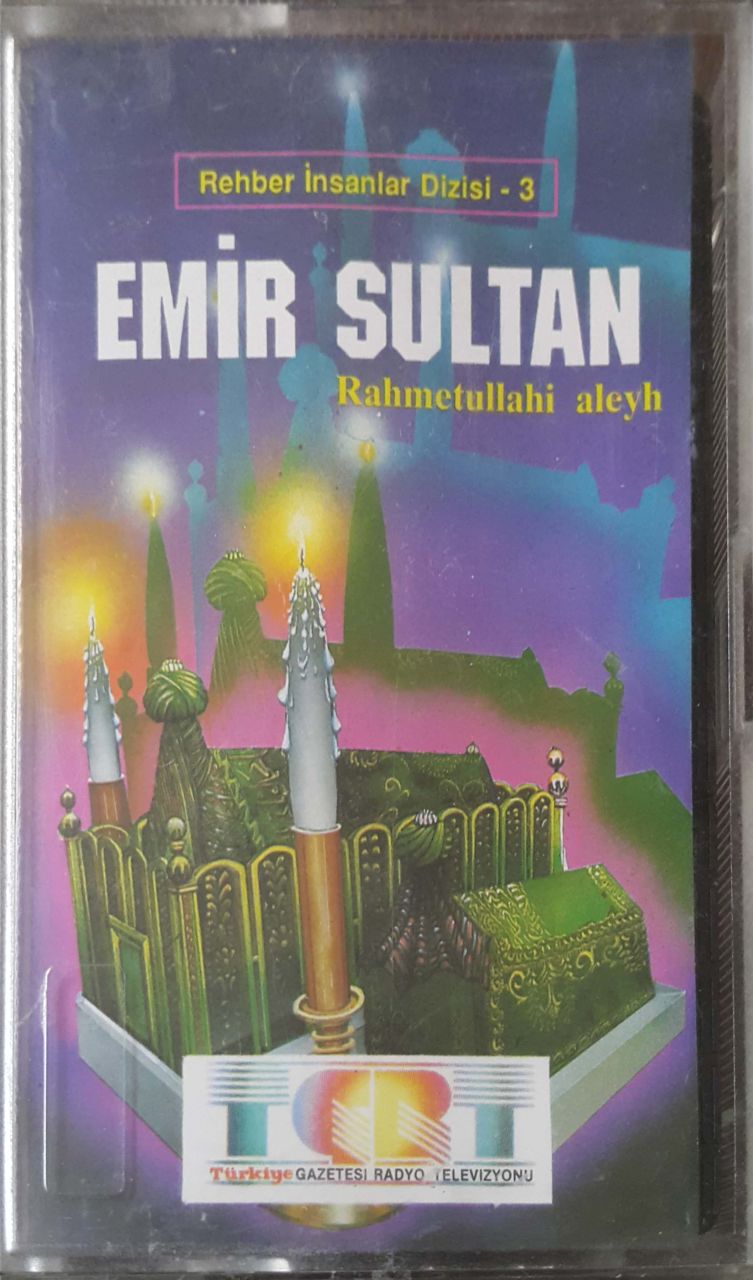 Rehber İnsanlar Dizisi - 3
EMİR SULTAN
Rahmetullahi aleyh
TGRT
Türkiye GAZETESİ RADYO TELEVİZYONU